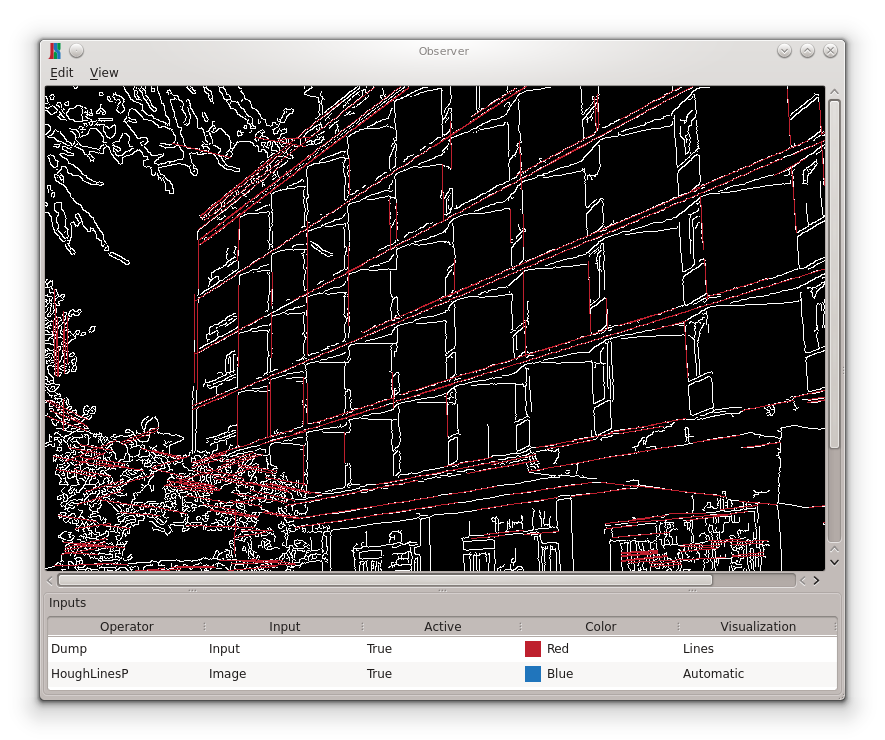 Observer
Edit View
Inputs
Operator Input Active Color Visualization
Dump Input True Red Lines
HoughLinesP Image True Blue Automatic